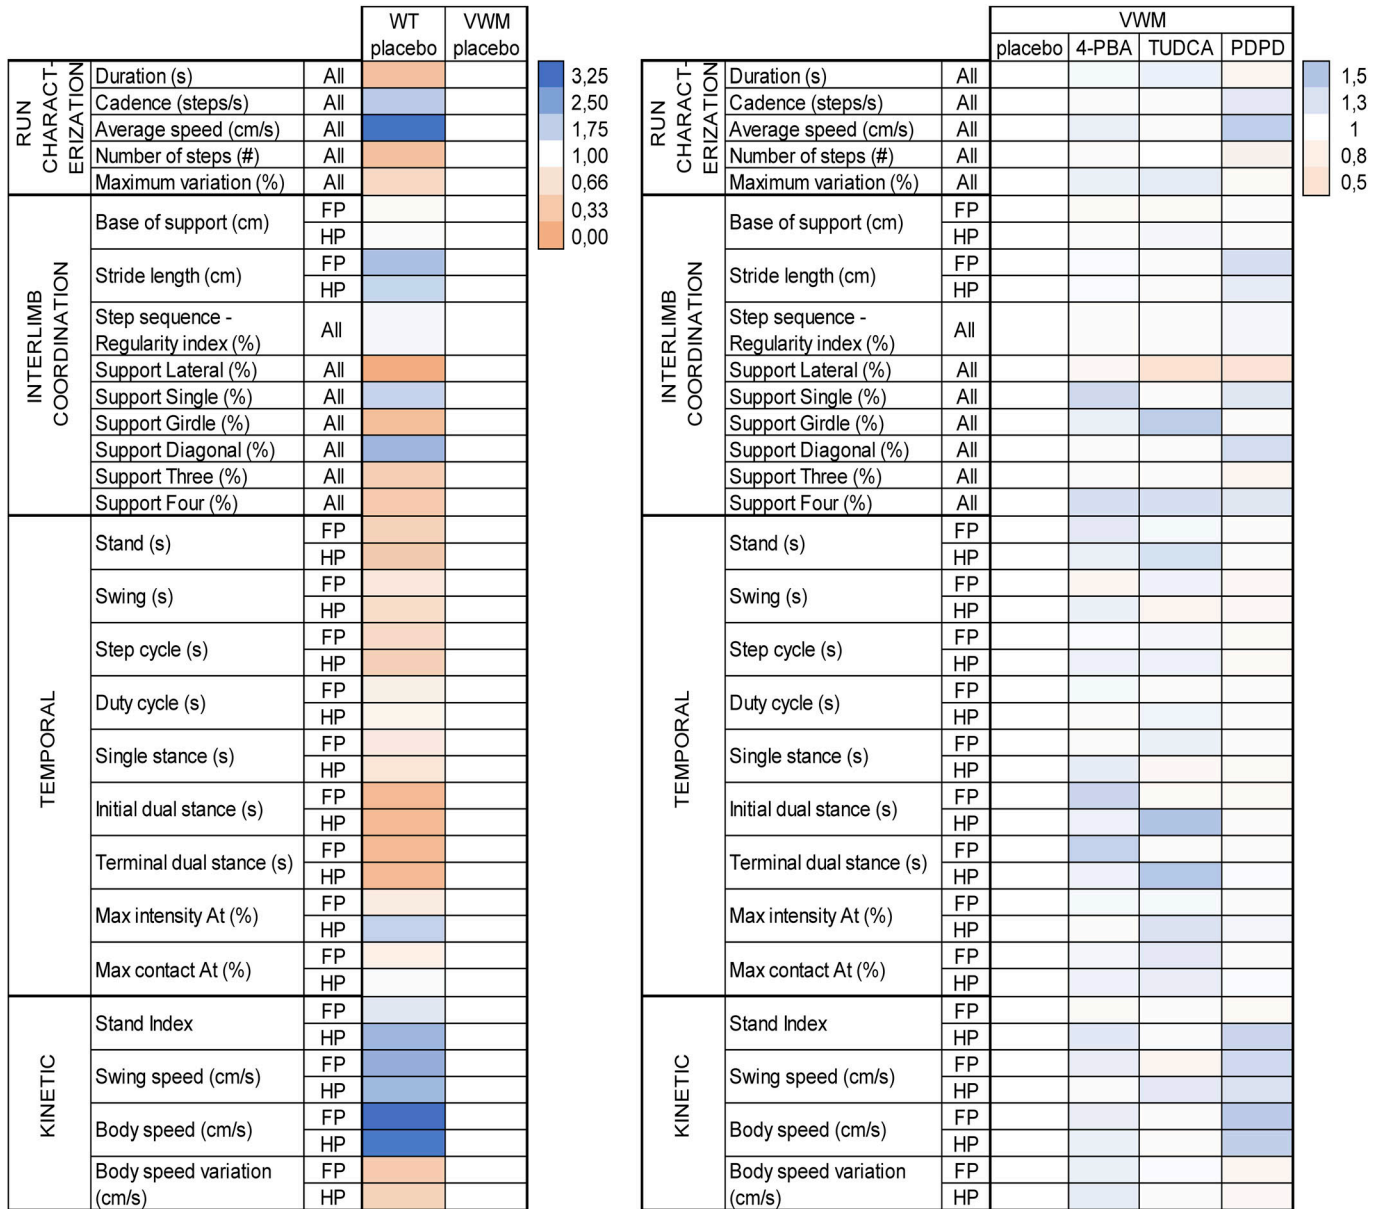 WT
placebo
VWM
placebo
RUN
CHARACT-
ERIZATION
Duration (s) All
Cadence (steps/s) All
Average speed (cm/s) All
Number of steps (#) All
Maximum variation (%) All
INTERLIMB
COORDINATION
Base of support (cm) FP
HP
Stride length (cm) FP
HP
Step sequence -
Regularity index (%) All
Support Lateral (%) All
Support Single (%) All
Support Girdle (%) All
Support Diagonal (%) All
Support Three (%) All
Support Four (%) All
TEMPORAL
Stand (s) FP
HP
Swing (s) FP
HP
Step cycle (s) FP
HP
Duty cycle (s) FP
HP
Single stance (s) FP
HP
Initial dual stance (s) FP
HP
Terminal dual stance (s) FP
HP
Max intensity At (%) FP
HP
Max contact At (%) FP
HP
KINETIC
Stand Index FP
HP
Swing speed (cm/s) FP
HP
Body speed (cm/s) FP
HP
Body speed variation FP
(cm/s) HP
3,25
2,50
1,75
1,00
0,66
0,33
0,00
VWM
placebo 4-PBA TUDCA PDPD
RUN
CHARACT-
ERIZATION
Duration (s) All
Cadence (steps/s) All
Average speed (cm/s) All
Number of steps (#) All
Maximum variation (%) All
INTERLIMB
COORDINATION
Base of support (cm) FP
HP
Stride length (cm) FP
HP
Step sequence -
Regularity index (%) All
Support Lateral (%) All
Support Single (%) All
Support Girdle (%) All
Support Diagonal (%) All
Support Three (%) All
Support Four (%) All
TEMPORAL
Stand (s) FP
HP
Swing (s) FP
HP
Step cycle (s) FP
HP
Duty cycle (s) FP
HP
Single stance (s) FP
HP
Initial dual stance (s) FP
HP
Terminal dual stance (s) FP
HP
Max intensity At (%) FP
HP
Max contact At (%) FP
HP
KINETIC
Stand Index FP
HP
Swing speed (cm/s) FP
HP
Body speed (cm/s) FP
HP
Body speed variation FP
(cm/s) HP
1,5
1,3
1
0,8
0,5